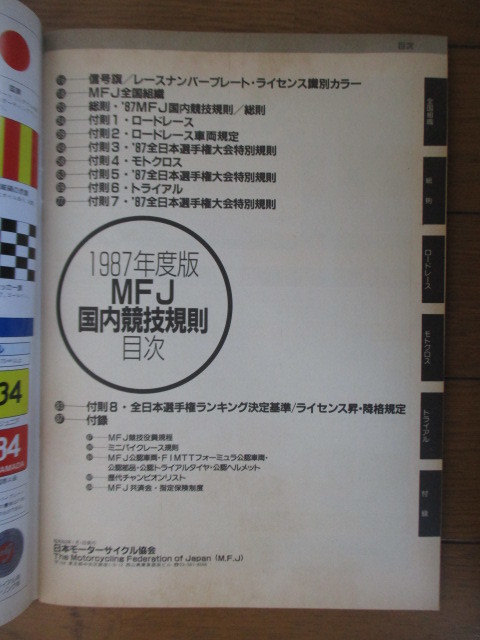 目次
信号旗／レースナンバープレート・ライセンス識別カラー
MFJ全国組織
総則・'87MFJ国内競技規則／総則
付則1・ロードレース
付則2・ロードレース車両規定
付則3・'87全日本選手権大会特別規則
付則4・モトクロス
付則5・'87全日本選手権大会特別規則
付則6・トライアル
付則7・'87全日本選手権大会特別規則
1987年度版
MFJ
国内競技規則
目次
付則8・全日本選手権ランキング決定基準/ライセンス昇・降格規定
付録
MFJ競技役員規程
ミニバイクレース規則
MFJ公認車両・FIMTTフォーミュラ公認車両・
公認部品・公認トライアルタイヤ・公認ヘルメット
歴代チャンピオンリスト
MFJ共済会・指定保険制度
日本モーターサイクル協会
The Motorcycling Federation of Japan (M.F.J)
全国組織
総則
ロードレース
モトクロス
トライアル
付録
34
84